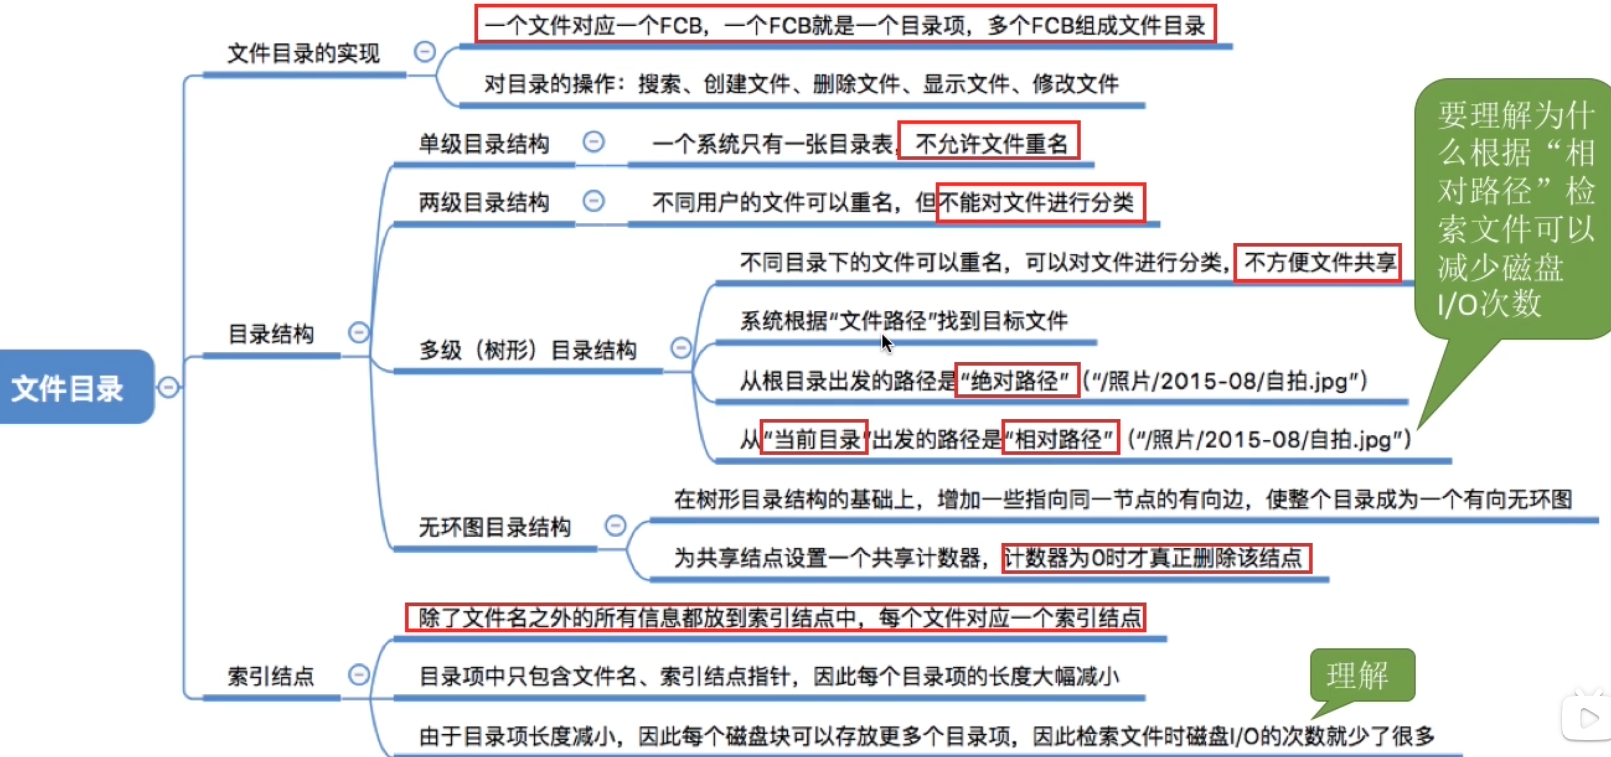 一个文件对应一个FCB，一个FCB就是一个目录项，多个FCB组成文件目录
文件目录的实现
对目录的操作：搜索、创建文件、删除文件、显示文件、修改文件
单级目录结构
一个系统只有一张目录表，不允许文件重名
两级目录结构
不同用户的文件可以重名，但不能对文件进行分类
不同目录下的文件可以重名，可以对文件进行分类，不方便文件共享
系统根据“文件路径”找到目标文件
目录结构
多级（树形）目录结构
从根目录出发的路径是“绝对路径”（“/照片/2015-08/自拍.jpg”）
从“当前目录”出发的路径是“相对路径”（“/照片/2015-08/自拍.jpg”）
文件目录
在树形目录结构的基础上，增加一些指向同一节点的有向边，使整个目录成为一个有向无环图
无环图目录结构
为共享结点设置一个共享计数器，计数器为0时才真正删除该结点
除了文件名之外的所有信息都放到索引结点中，每个文件对应一个索引结点
索引结点
目录项中只包含文件名、索引结点指针，因此每个目录项的长度大幅减小
由于目录项长度减小，因此每个磁盘块可以存放更多个目录项，因此检索文件时磁盘I/O的次数就少了很多
要理解为什
么根据“相
对路径”检
索文件可以
减少磁盘
I/O次数
理解